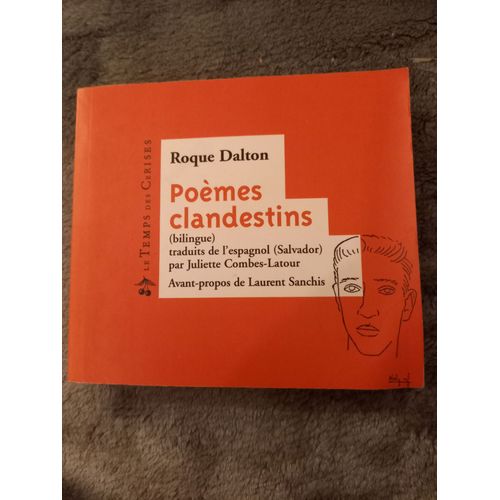 Roque Dalton
Poèmes
clandestins
(bilingue)
traduits de l'espagnol (Salvador)
par Juliette Combes-Latour
Avant-propos de Laurent Sanchis
LE TEMPS DES CERISES